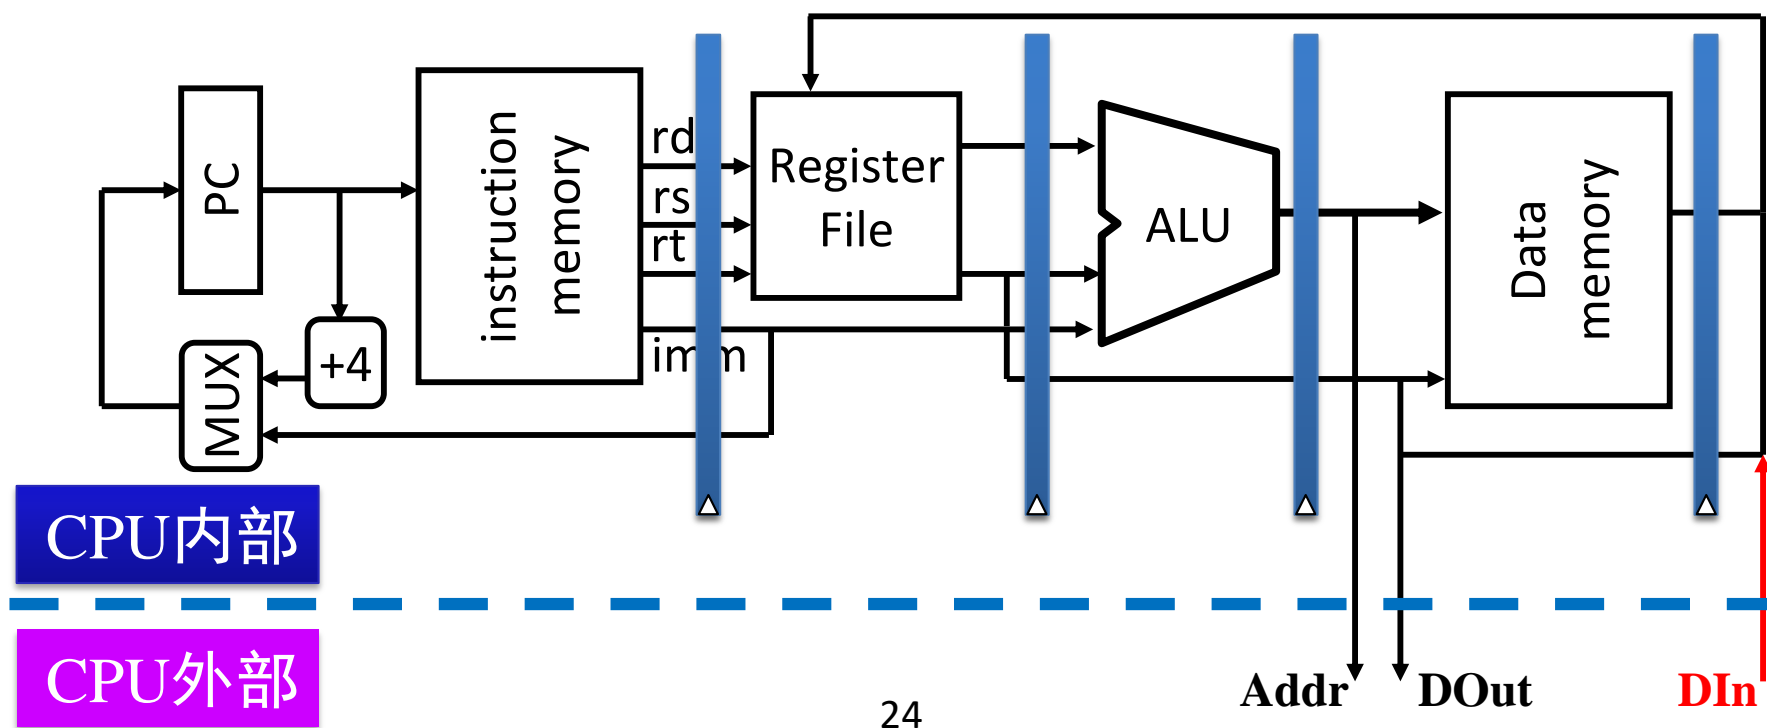 PC
MUX
+4
instruction
memory
rd
rs
rt
imm
Register
File
ALU
Data
memory
CPU内部
CPU外部
Addr
DOut
DIn
24